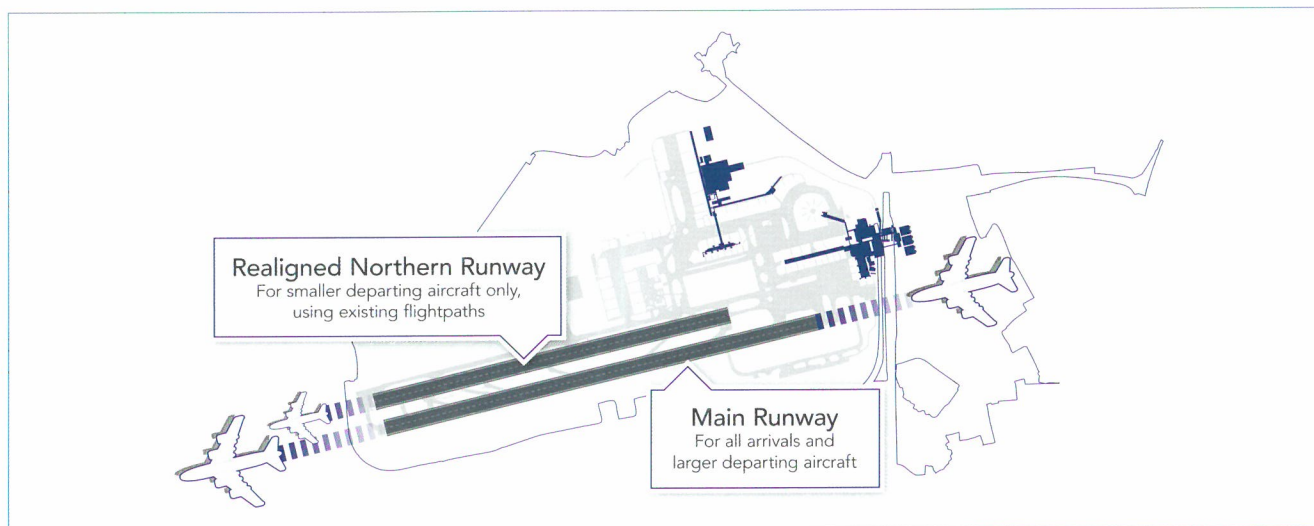 Realigned Northern Runway
For smaller departing aircraft only,
using existing flightpaths
Main Runway
For all arrivals and
larger departing aircraft